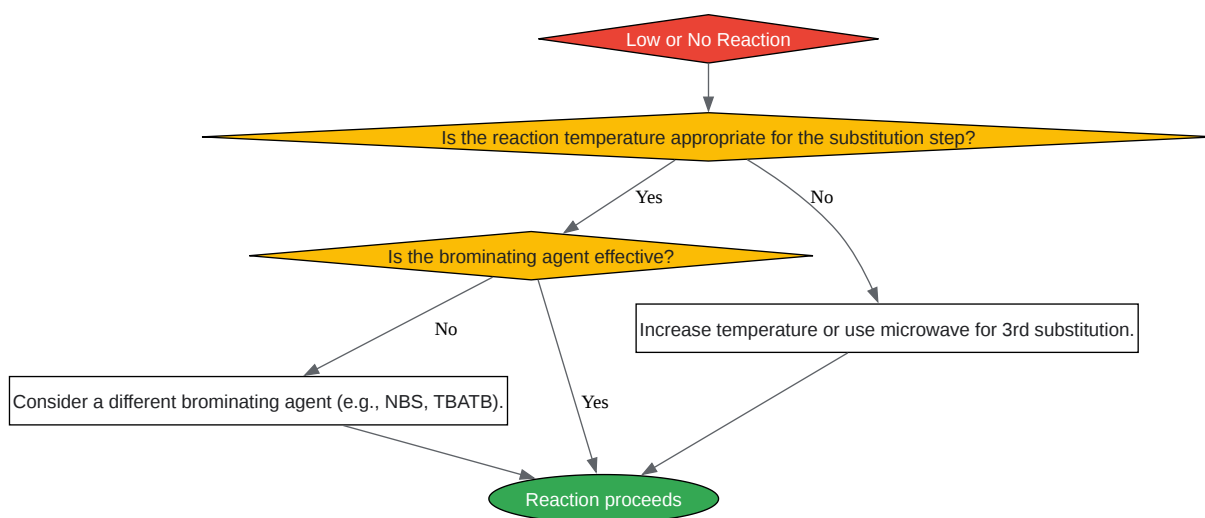 Low or No Reaction
Is the reaction temperature appropriate for the substitution step?
Yes
No
Is the brominating agent effective?
No
Increase temperature or use microwave for 3rd substitution.
Consider a different brominating agent (e.g., NBS, TBATB).
Yes
Reaction proceeds